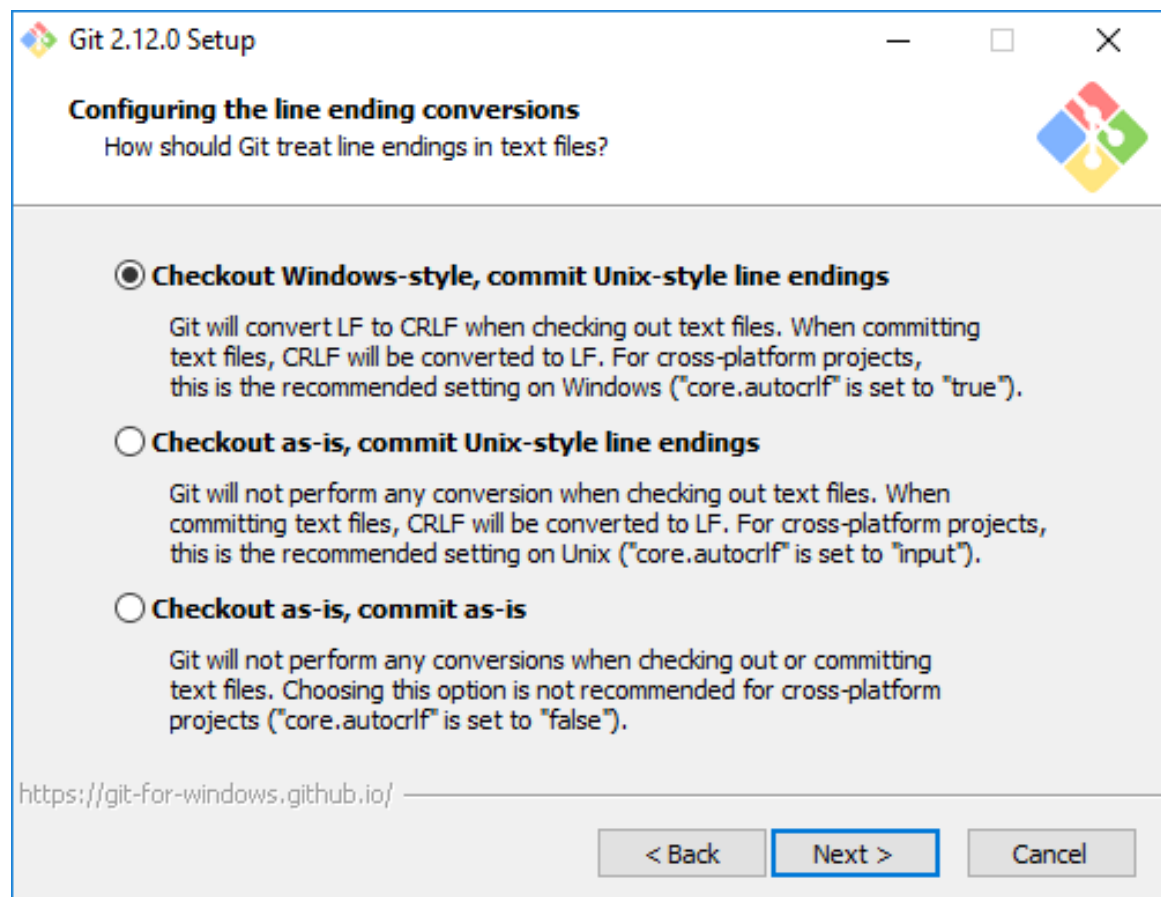 Git 2.12.0 Setup
Configuring the line ending conversions
How should Git treat line endings in text files?
Checkout Windows-style, commit Unix-style line endings
Git will convert LF to CRLF when checking out text files. When committing
text files, CRLF will be converted to LF. For cross-platform projects,
this is the recommended setting on Windows ("core.autocrlf" is set to "true").
Checkout as-is, commit Unix-style line endings
Git will not perform any conversion when checking out text files. When
committing text files, CRLF will be converted to LF. For cross-platform projects,
this is the recommended setting on Unix ("core.autocrlf" is set to "input").
Checkout as-is, commit as-is
Git will not perform any conversions when checking out or committing
text files. Choosing this option is not recommended for cross-platform
projects ("core.autocrlf" is set to "false").
https://git-for-windows.github.io/
< Back Next > Cancel